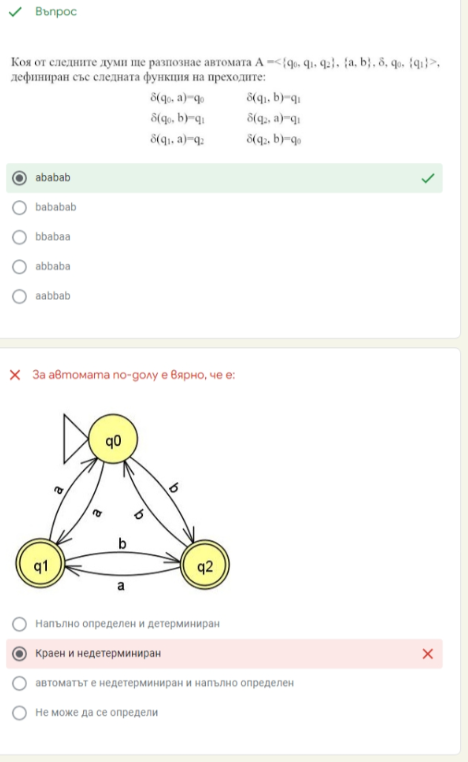 Въпрос
Коя от следните думи ще разпознае автомата A =<{q₀, q₁, q₂}, {a, b}, δ, q₀, {q₁}>,
дефиниран със следната функция на преходите:
δ(q₀, a)=q₀ δ(q₁, b)=q₁
δ(q₀, b)=q₁ δ(q₂, a)=q₁
δ(q₁, a)=q₂ δ(q₂, b)=q₀
ababab
bababab
bbabaa
abbaba
aabbab
За автомата по-долу е вярно, че е:
q0
a
b
a
b
b
q1
q2
a
Напълно определен и детерминиран
Краен и недетерминиран
автоматът е недетерминиран и напълно определен
Не може да се определи